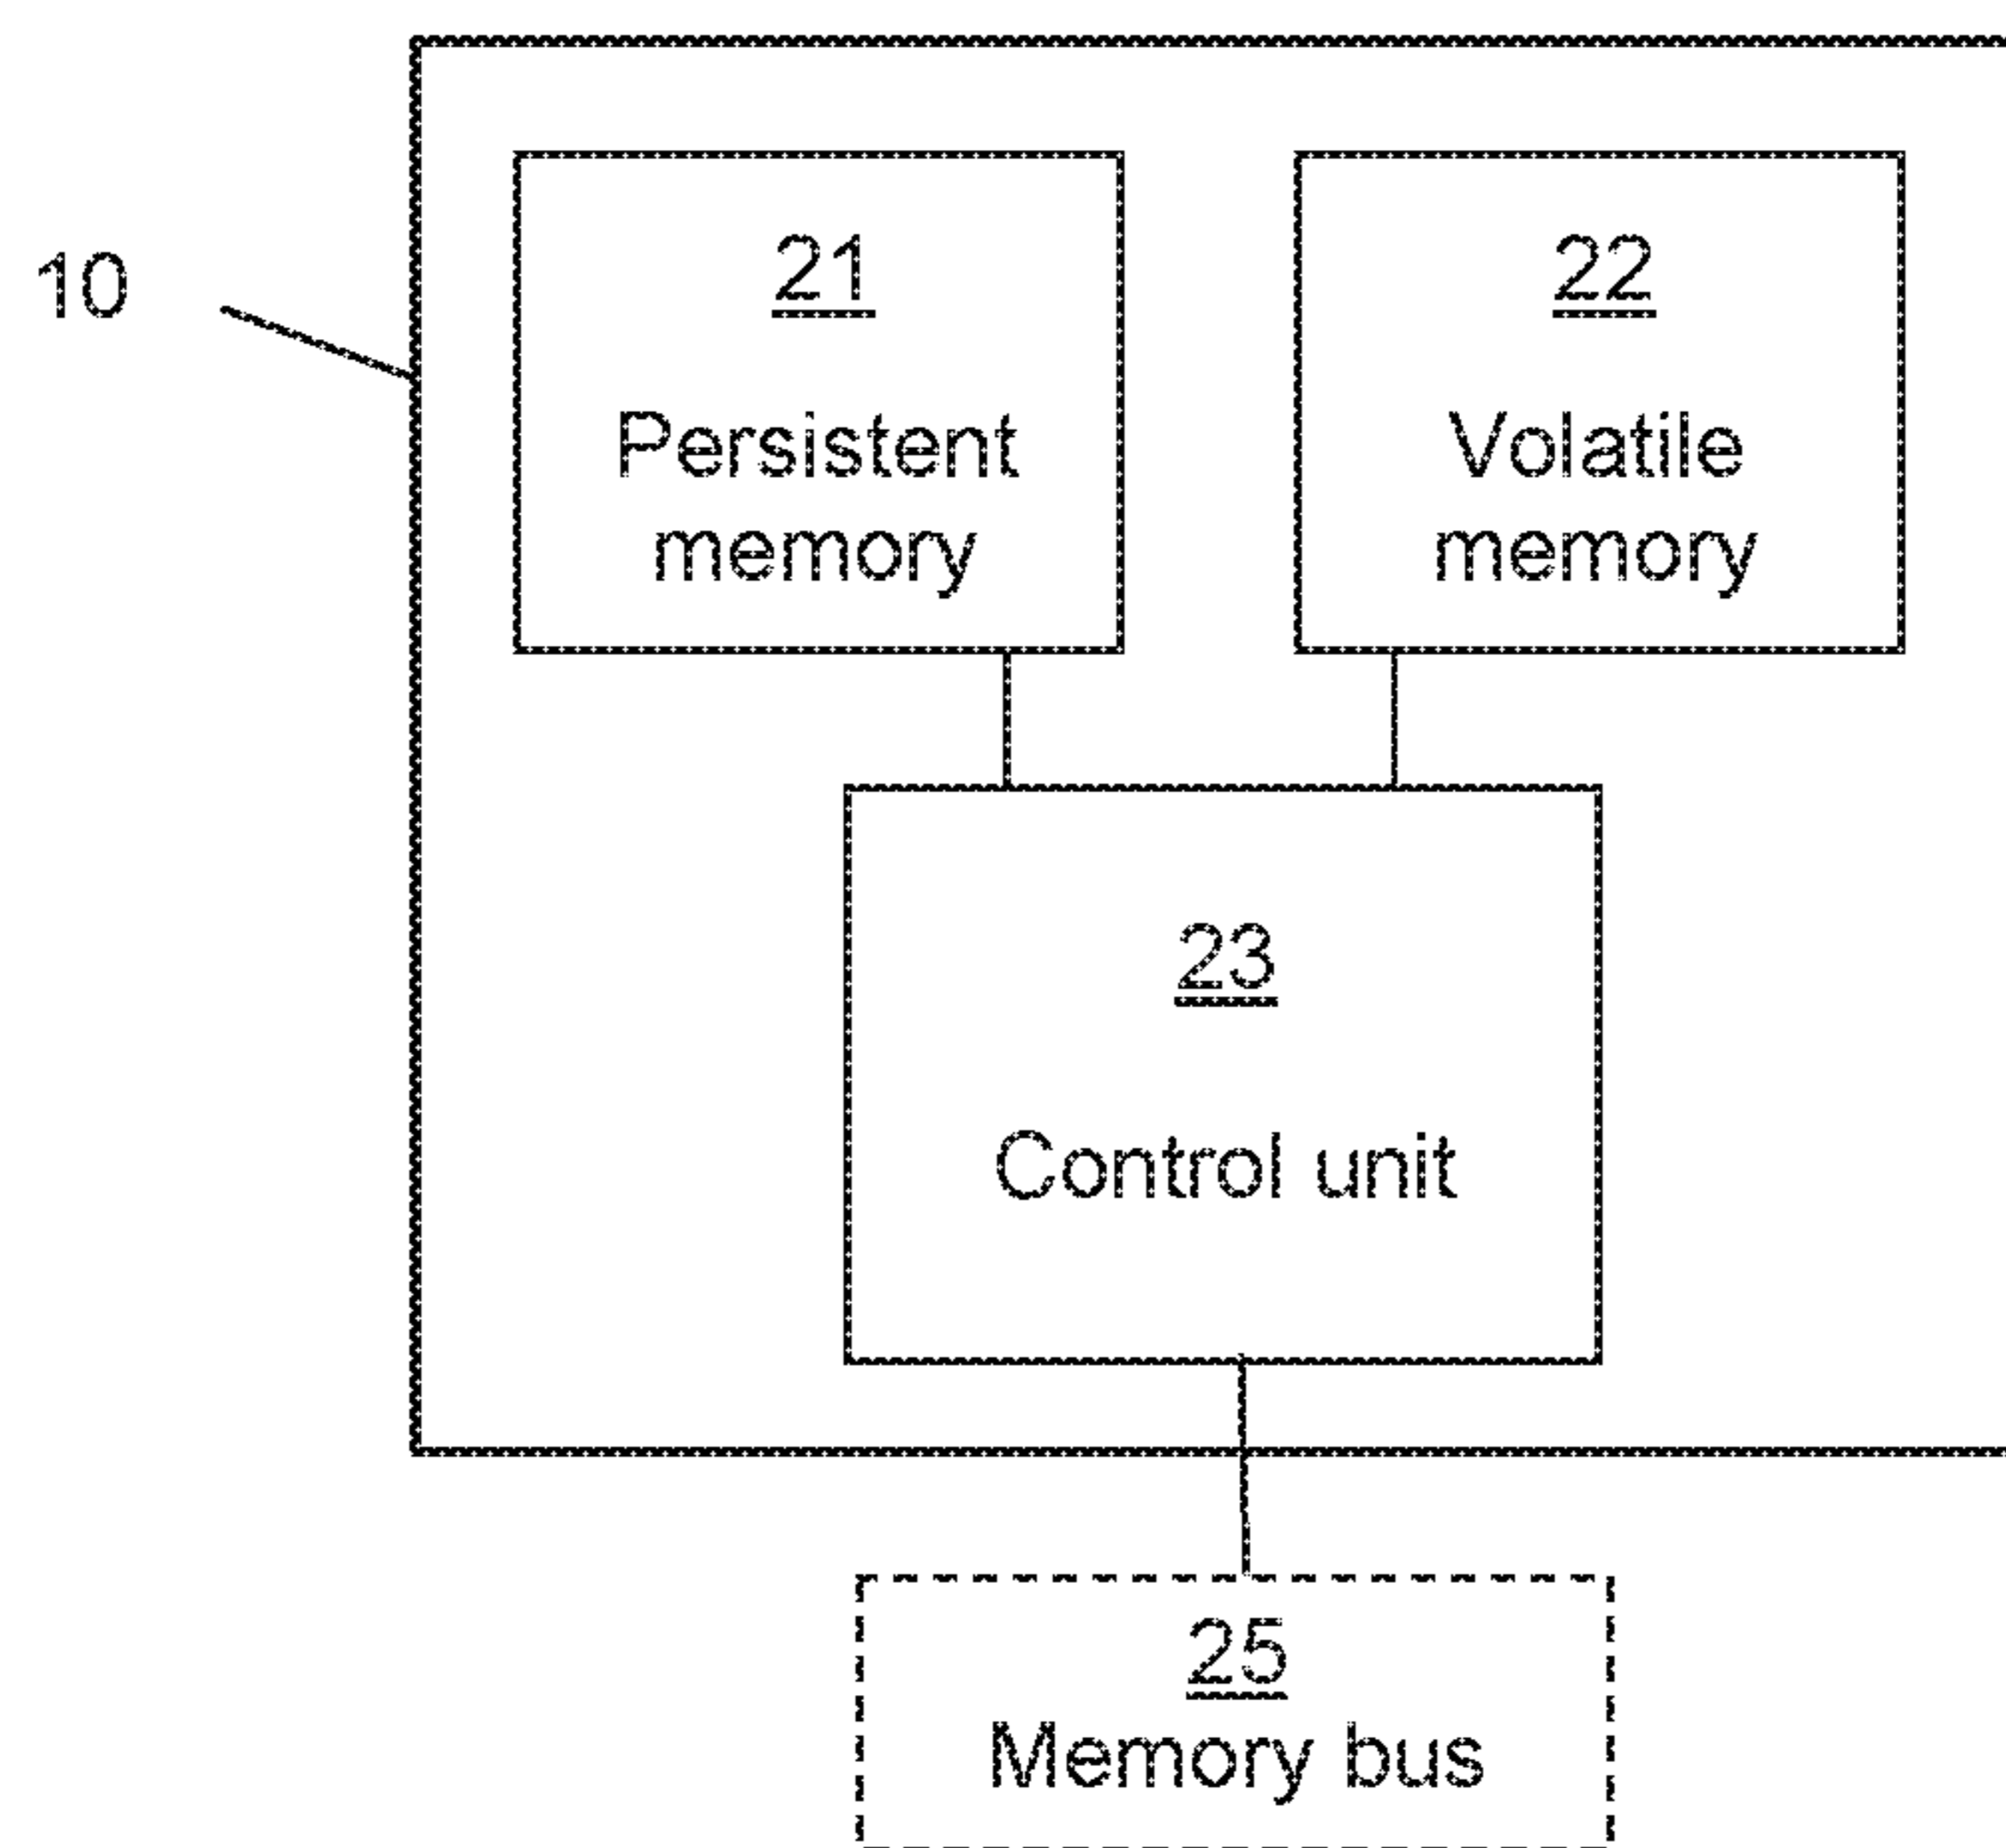 10
21
Persistent
memory
22
Volatile
memory
23
Control unit
25
Memory bus